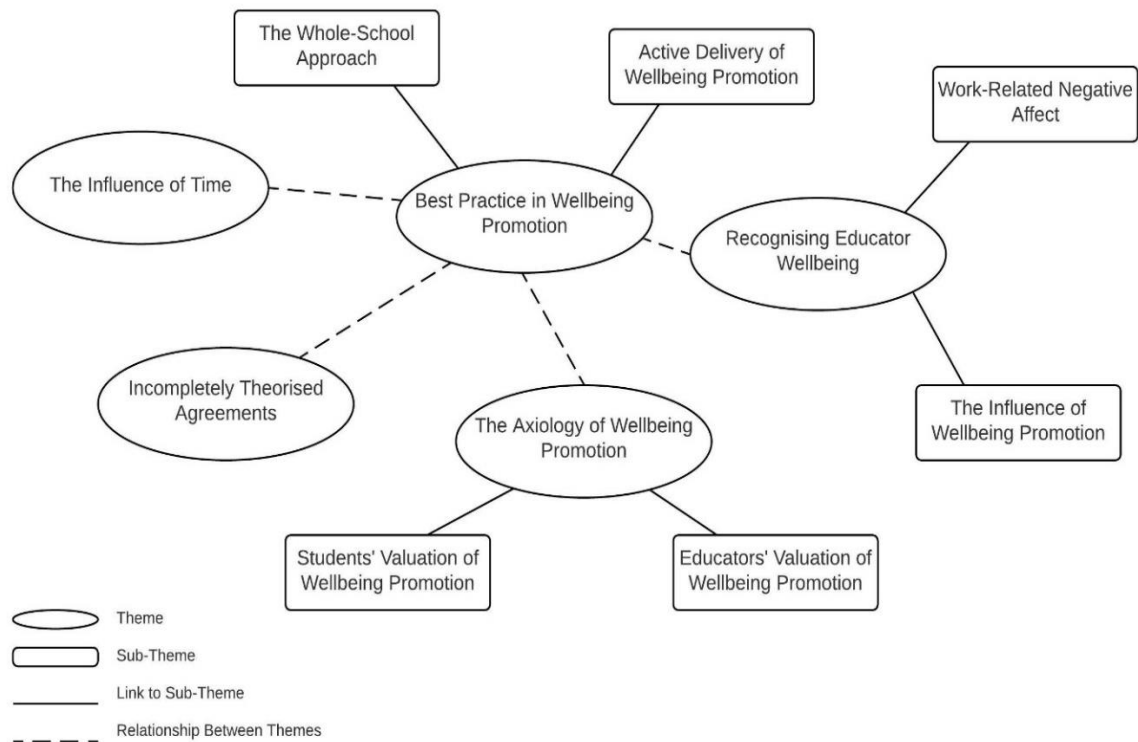 The Whole-School
Approach
Active Delivery of
Wellbeing Promotion
Work-Related Negative
Affect
The Influence of Time
Best Practice in Wellbeing
Promotion
Recognising Educator
Wellbeing
Incompletely Theorised
Agreements
The Axiology of Wellbeing
Promotion
The Influence of
Wellbeing Promotion
Students' Valuation of
Wellbeing Promotion
Educators' Valuation of
Wellbeing Promotion
Theme
Sub-Theme
Link to Sub-Theme
Relationship Between Themes